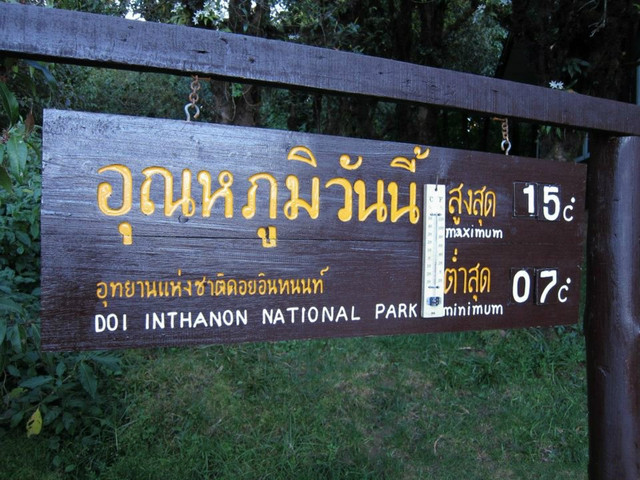 อุณหภูมิวันนี้
สูงสุด 15 ํc
maximum
ต่ำสุด 07 ํc
minimum
อุทยานแห่งชาติดอยอินทนนท์
DOI INTHANON NATIONAL PARK